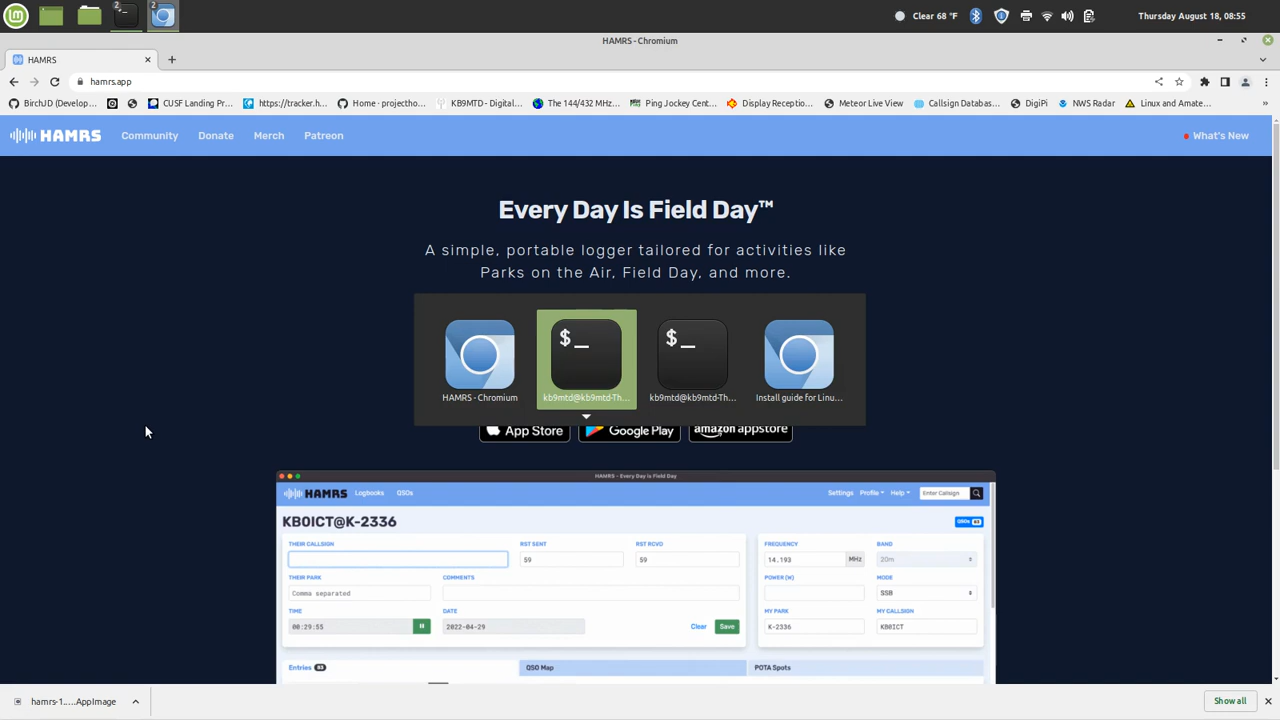 2
2
Clear 68 °F
Thursday August 18, 08:55
HAMRS - Chromium
HAMRS
hamrs.app
BirchJD (Develop...
CUSF Landing Pr...
https://tracker.h...
Home · projectho...
KB9MTD - Digital...
The 144/432 MHz...
Ping Jockey Cent...
Display Receptio...
Meteor Live View
Callsign Databas...
DigiPi
NWS Radar
Linux and Amate...
»
HAMRS
Community
Donate
Merch
Patreon
What's New
Every Day Is Field Day™
A simple, portable logger tailored for activities like
Parks on the Air, Field Day, and more.
$_
$_
HAMRS - Chromium
kb9mtd@kb9mtd-Th...
kb9mtd@kb9mtd-Th...
Install guide for Linu...
App Store
Google Play
amazon appstore
HAMRS - Every Day is Field Day
HAMRS
Logbooks
QSOs
Settings
Profile
Help
Enter Callsign
KB0ICT@K-2336
QSOs 93
THEIR CALLSIGN
RST SENT
RST RCVD
FREQUENCY
BAND
59
59
14.193
MHz
20m
THEIR PARK
COMMENTS
POWER (W)
MODE
Comma separated
SSB
TIME
DATE
MY PARK
MY CALLSIGN
00:29:55
2022-04-29
Clear
Save
K-2336
KB0ICT
Entries 93
QSO Map
POTA Spots
hamrs-1.....AppImage
Show all